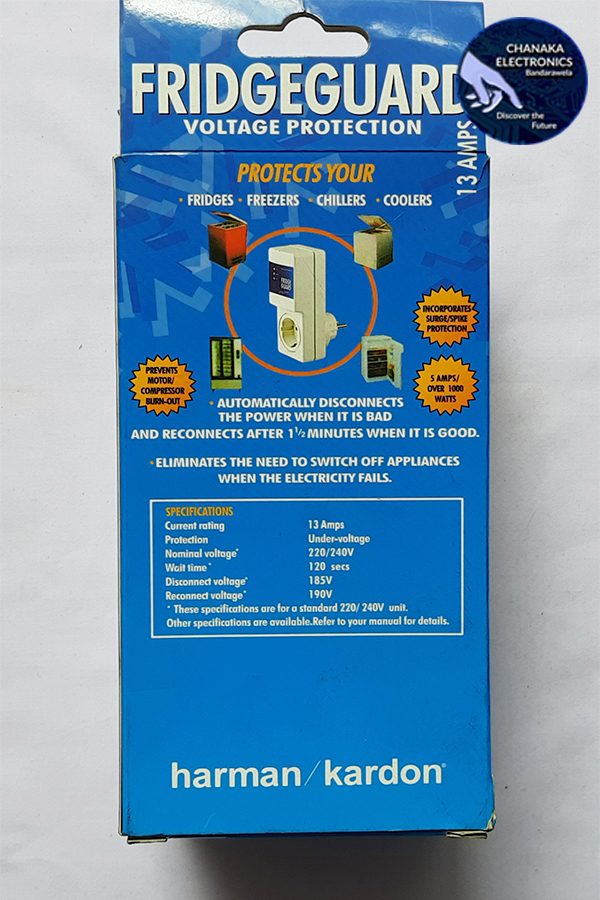 CHANAKA
ELECTRONICS
Bandarawela
Discover the
Future
FRIDGEGUARD
VOLTAGE PROTECTION
13 AMPS
PROTECTS YOUR
• FRIDGES • FREEZERS • CHILLERS • COOLERS
FRIDGE
GUARD
INCORPORATES
SURGE/SPIKE
PROTECTION
PREVENTS
MOTOR/
COMPRESSOR
BURN-OUT
5 AMPS/
OVER 1000
WATTS
• AUTOMATICALLY DISCONNECTS
THE POWER WHEN IT IS BAD
AND RECONNECTS AFTER 1 1/2 MINUTES WHEN IT IS GOOD.
• ELIMINATES THE NEED TO SWITCH OFF APPLIANCES
WHEN THE ELECTRICITY FAILS.
SPECIFICATIONS
Current rating 13 Amps
Protection Under-voltage
Nominal voltage* 220/240V
Wait time* 120 secs
Disconnect voltage* 185V
Reconnect voltage* 190V
* These specifications are for a standard 220/ 240V unit.
Other specifications are available.Refer to your manual for details.
harman/kardon®